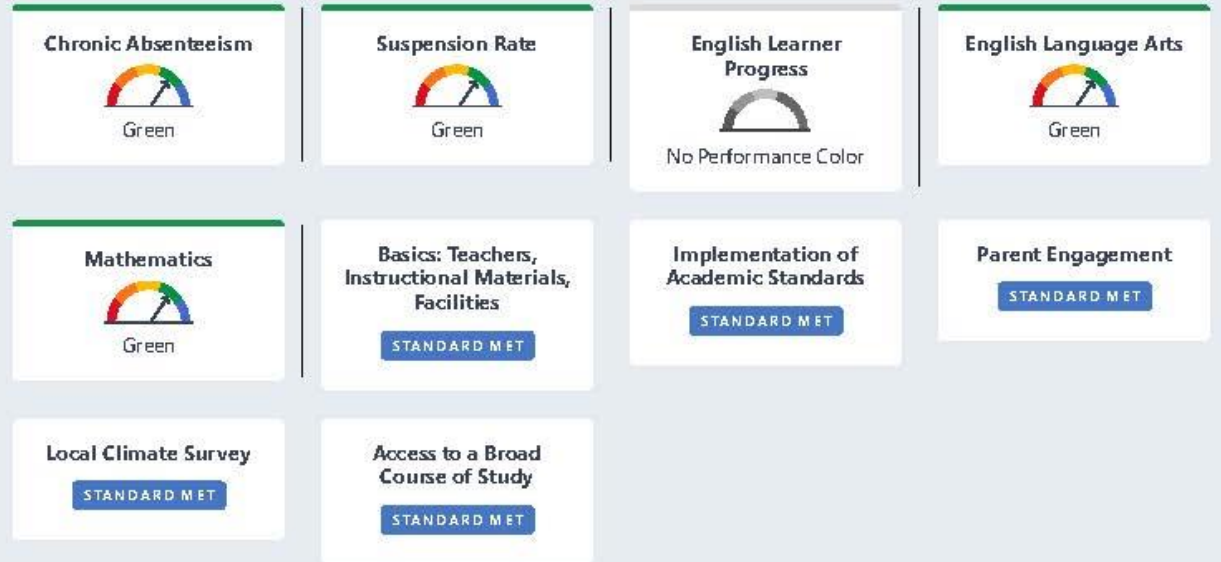 Chronic Absenteeism
Green
Suspension Rate
Green
English Learner
Progress
No Performance Color
English Language Arts
Green
Mathematics
Green
Basics: Teachers,
Instructional Materials,
Facilities
STANDARD MET
Implementation of
Academic Standards
STANDARD MET
Parent Engagement
STANDARD MET
Local Climate Survey
STANDARD MET
Access to a Broad
Course of Study
STANDARD MET